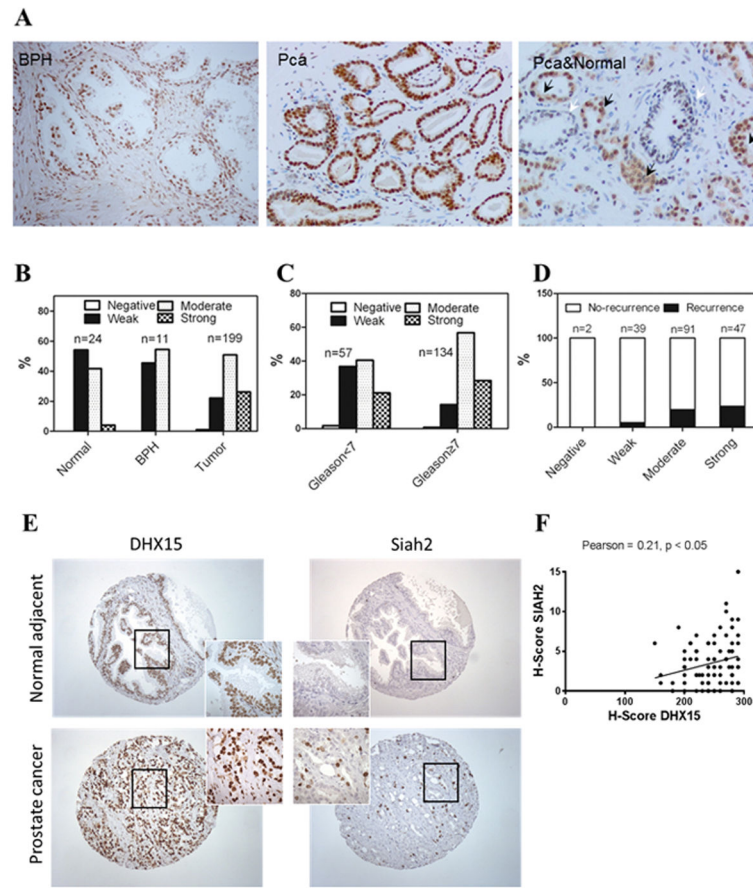 A
BPH
Pca
Pca&Normal
B
Negative
Moderate
Weak
Strong
n=24
n=11
n=199
%
80
60
40
20
0
Normal
BPH
Tumor
C
Negative
Moderate
Weak
Strong
n=57
n=134
%
80
60
40
20
0
Gleason<7
Gleason≥7
D
No-recurrence
Recurrence
n=2
n=39
n=91
n=47
%
150
100
50
0
Negative
Weak
Moderate
Strong
E
DHX15
Siah2
Normal adjacent
Prostate cancer
F
Pearson = 0.21, p < 0.05
H-Score SIAH2
15
10
5
0
0
100
200
300
H-Score DHX15